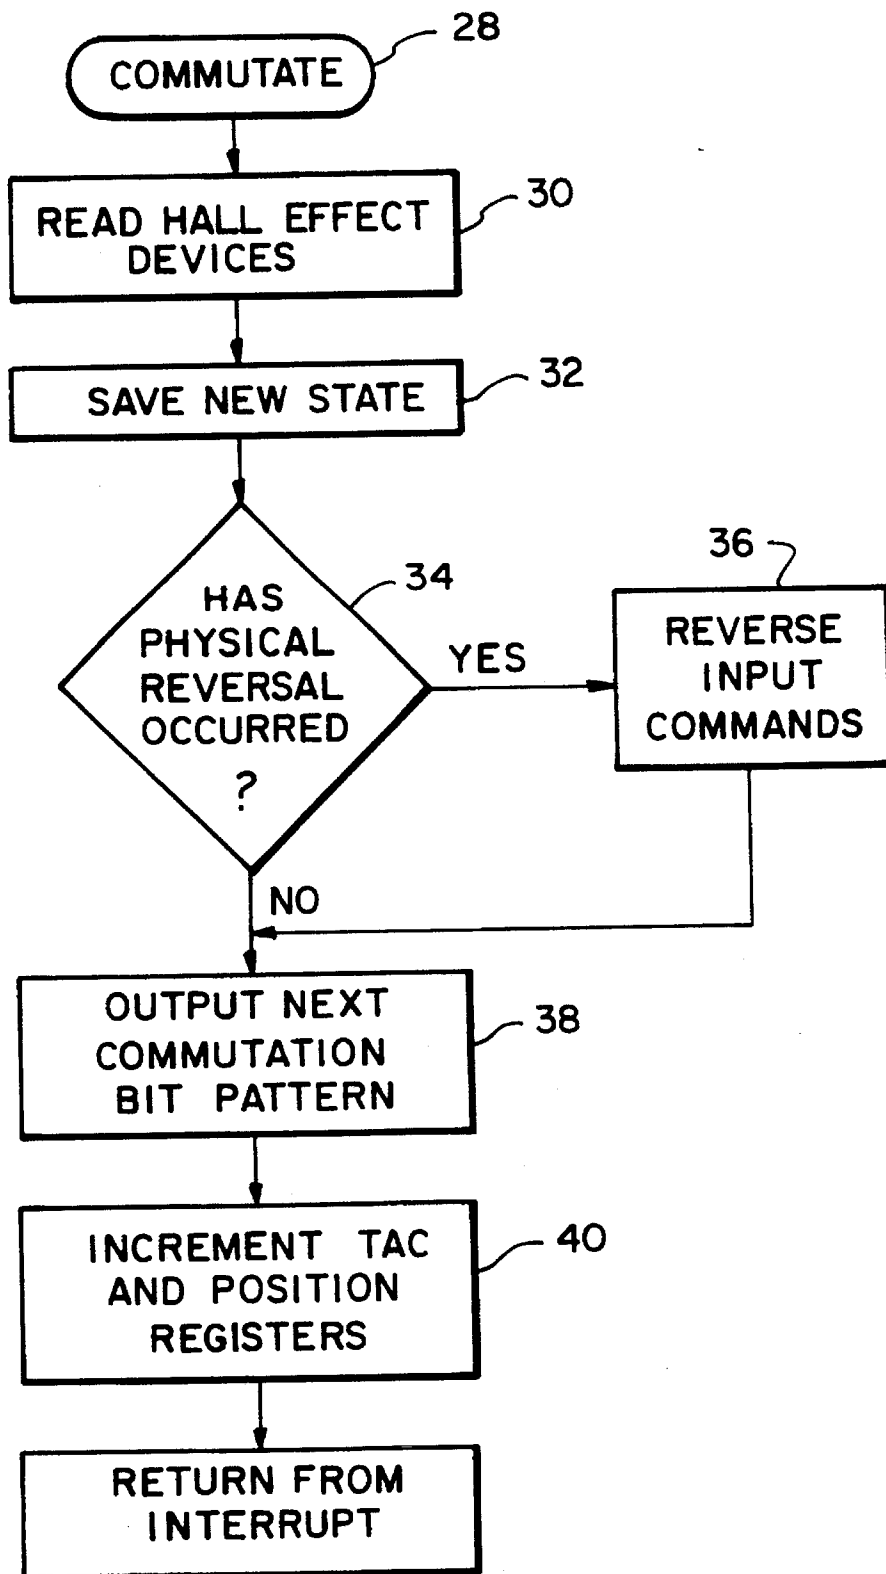 28
COMMUTATE
30
READ HALL EFFECT
DEVICES
32
SAVE NEW STATE
34
HAS
PHYSICAL
REVERSAL
OCCURRED
?
YES
36
REVERSE
INPUT
COMMANDS
NO
38
OUTPUT NEXT
COMMUTATION
BIT PATTERN
40
INCREMENT TAC
AND POSITION
REGISTERS
RETURN FROM
INTERRUPT